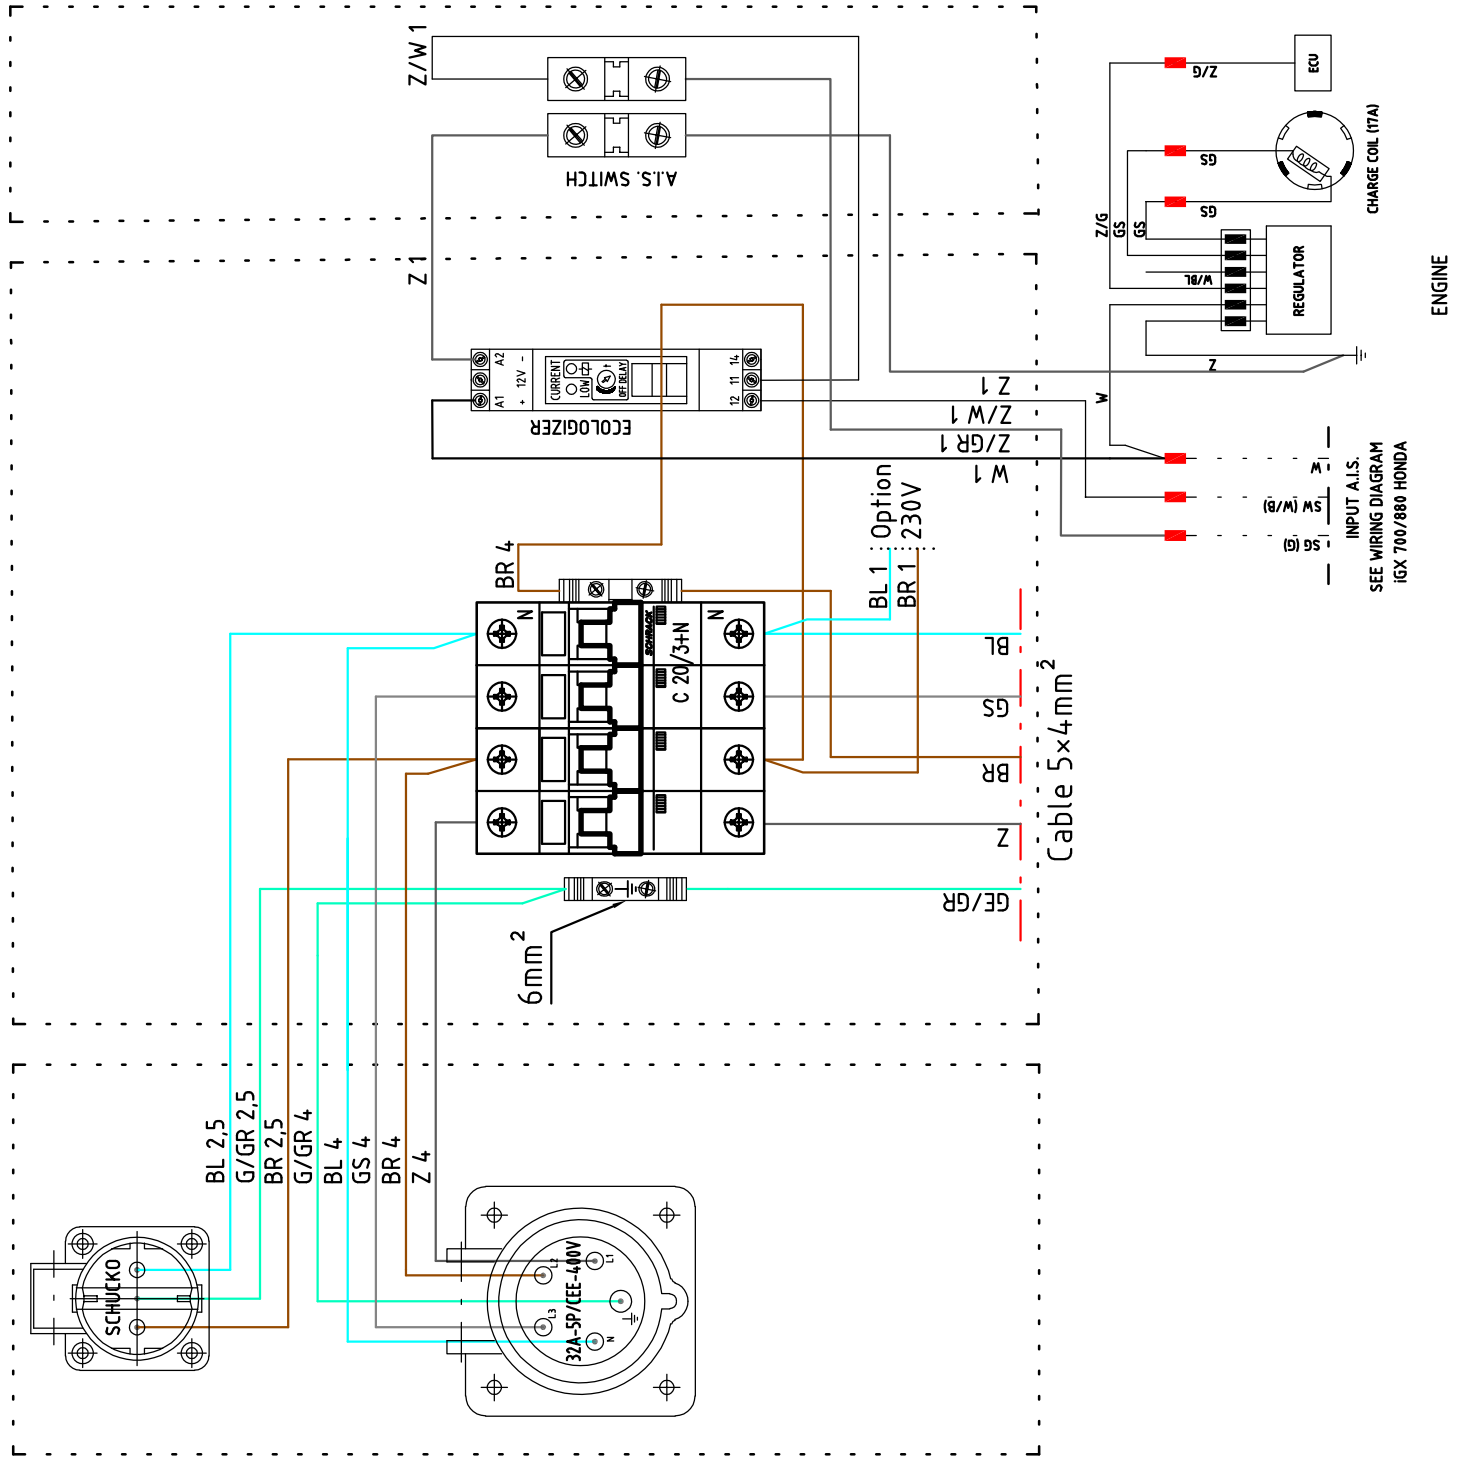 Z/W 1
A.I.S. SWITCH
Z 1
ECU
Z/G
CHARGE COIL (17A)
GS
GS
Z/G
GS
GS
W/BL
REGULATOR
Z
W
ENGINE
A2
12V -
+
A1
CURRENT
LOW
t
OFF DELAY
14
11
12
ECOLOGIZER
Z 1
Z/W 1
Z/GR 1
W 1
W
SW (W/B)
SG (G)
INPUT A.I.S.
SEE WIRING DIAGRAM
iGX 700/880 HONDA
BR 4
Option
230V
BL 1
BR 1
N
SCHRACK
C 20/3+N
N
BL
GS
BR
Z
GE/GR
Cable 5×4mm²
6mm²
BL 2,5
G/GR 2,5
BR 2,5
G/GR 4
BL 4
GS 4
BR 4
Z 4
SCHUCKO
32A-5P/CEE-400V
L1
L2
L3
N